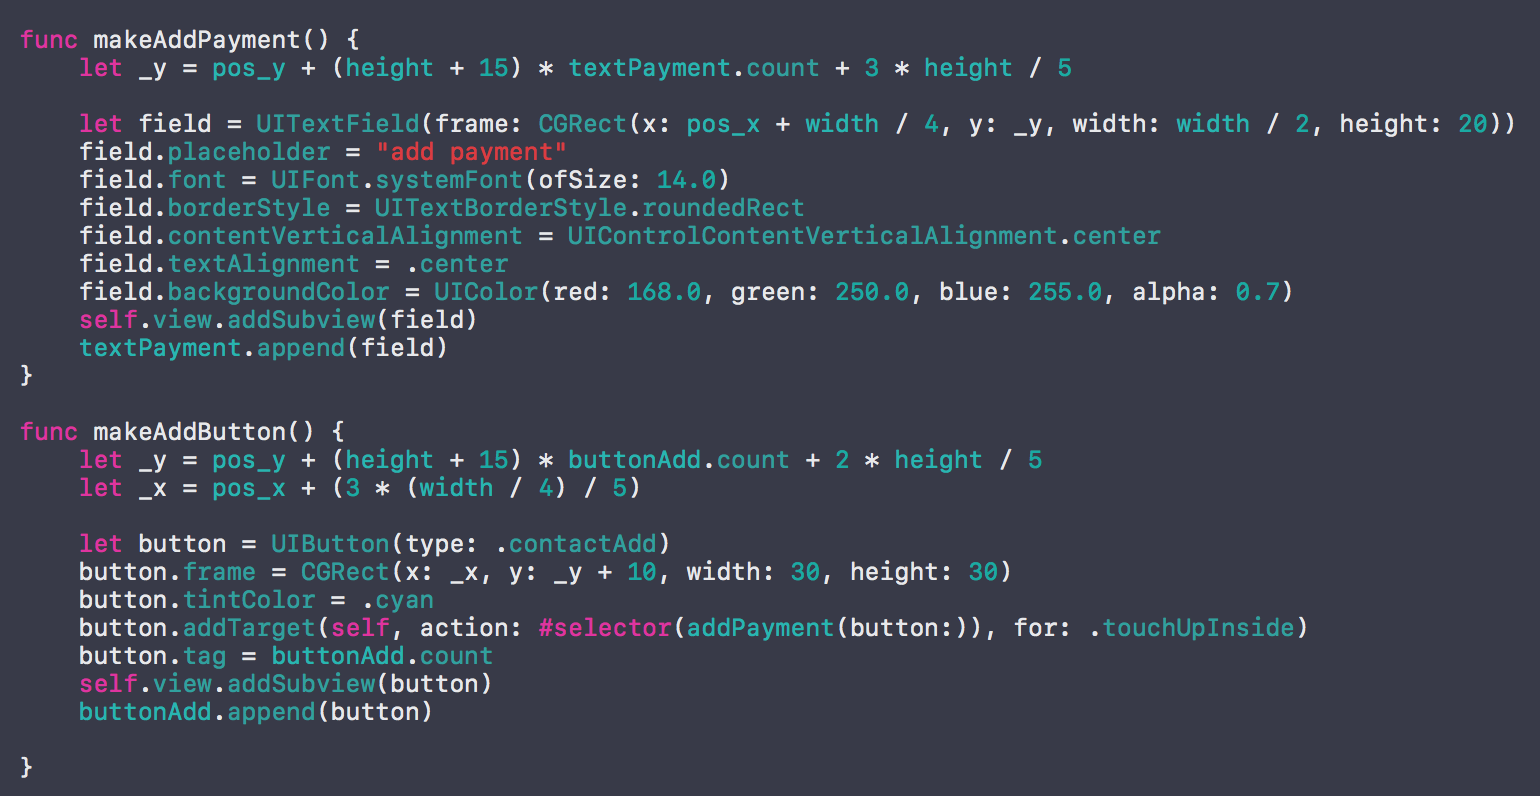 func makeAddPayment() {
    let _y = pos_y + (height + 15) * textPayment.count + 3 * height / 5

    let field = UITextField(frame: CGRect(x: pos_x + width / 4, y: _y, width: width / 2, height: 20))
    field.placeholder = "add payment"
    field.font = UIFont.systemFont(ofSize: 14.0)
    field.borderStyle = UITextBorderStyle.roundedRect
    field.contentVerticalAlignment = UIControlContentVerticalAlignment.center
    field.textAlignment = .center
    field.backgroundColor = UIColor(red: 168.0, green: 250.0, blue: 255.0, alpha: 0.7)
    self.view.addSubview(field)
    textPayment.append(field)
}

func makeAddButton() {
    let _y = pos_y + (height + 15) * buttonAdd.count + 2 * height / 5
    let _x = pos_x + (3 * (width / 4) / 5)

    let button = UIButton(type: .contactAdd)
    button.frame = CGRect(x: _x, y: _y + 10, width: 30, height: 30)
    button.tintColor = .cyan
    button.addTarget(self, action: #selector(addPayment(button:)), for: .touchUpInside)
    button.tag = buttonAdd.count
    self.view.addSubview(button)
    buttonAdd.append(button)

}